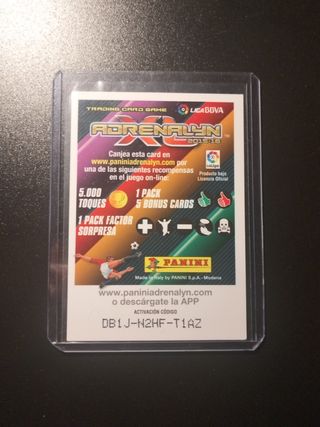 TRADING CARD GAME
LIGA BBVA
ADRENALYN XL™
2015-16
Canjea esta card en
www.paniniadrenalyn.com por
una de las siguientes recompensas
en el juego on-line:
LaLiga
Producto bajo
Licencia Oficial
5.000
TOQUES
1 PACK
5 BONUS CARDS
1 PACK FACTOR
SORPRESA
PANINI
Made in Italy by PANINI S.p.A. - Modena
www.paniniadrenalyn.com
o descárgate la APP
ACTIVACIÓN CÓDIGO
DB1J-N2HF-T1AZ